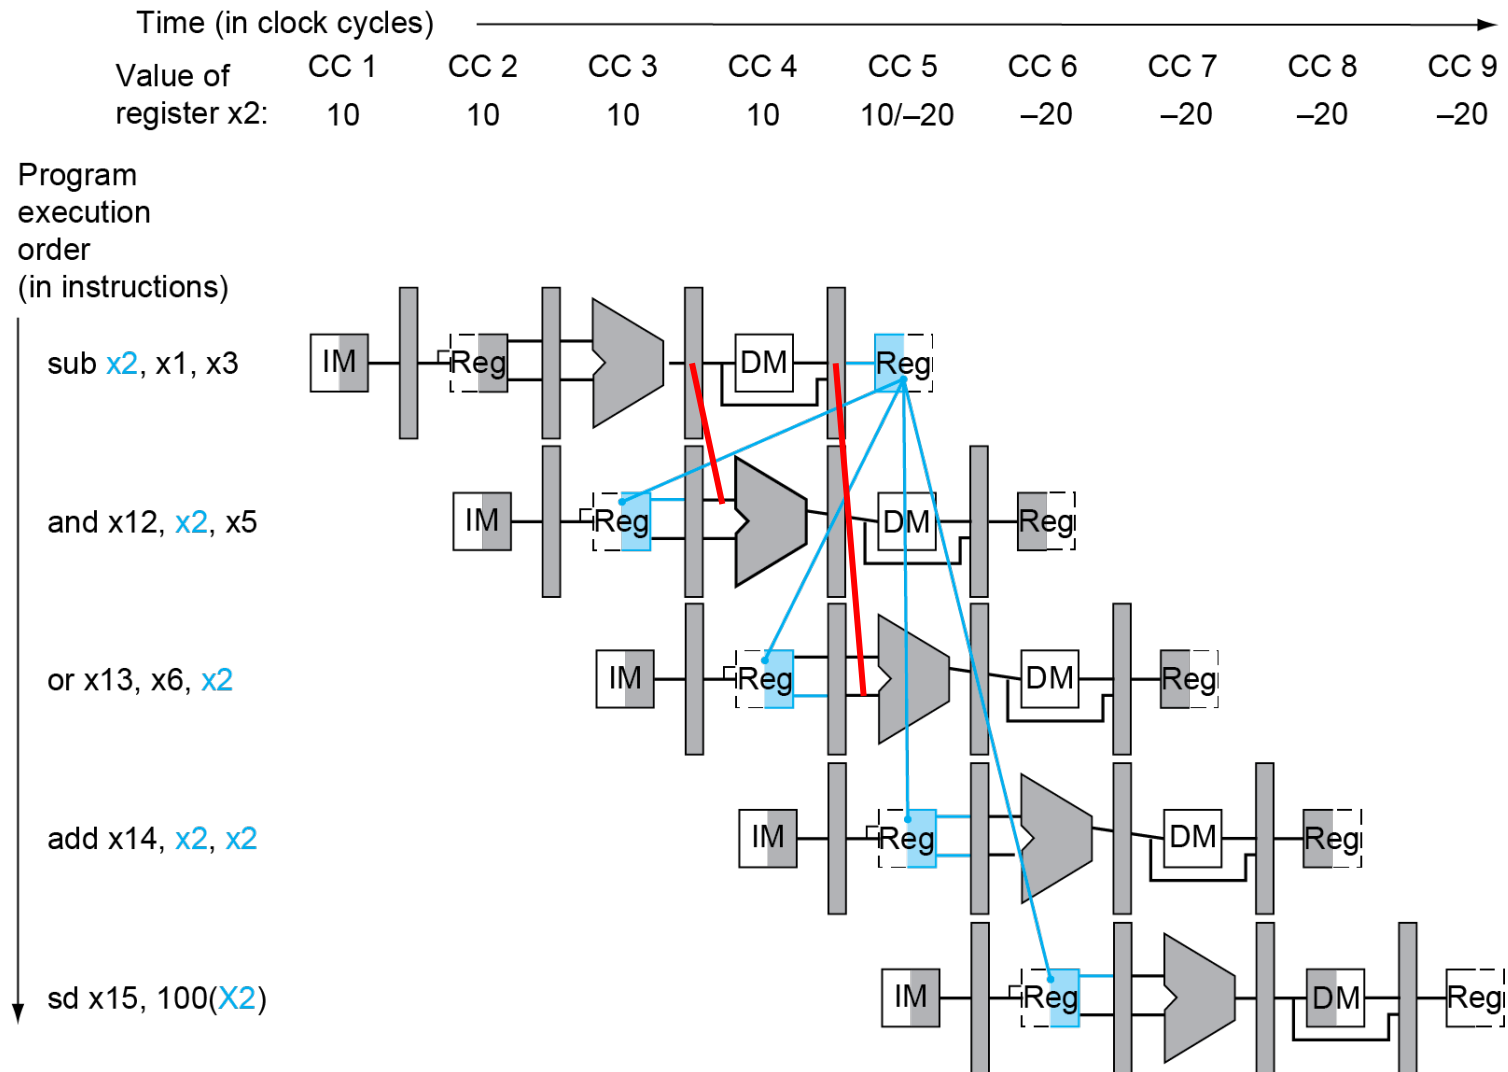 Time (in clock cycles)
Value of register x2:
CC 1 CC 2 CC 3 CC 4 CC 5 CC 6 CC 7 CC 8 CC 9
10 10 10 10 10/–20 –20 –20 –20 –20
Program
execution
order
(in instructions)
sub x2, x1, x3
IM Reg DM Reg
and x12, x2, x5
IM Reg DM Reg
or x13, x6, x2
IM Reg DM Reg
add x14, x2, x2
IM Reg DM Reg
sd x15, 100(X2)
IM Reg DM Reg